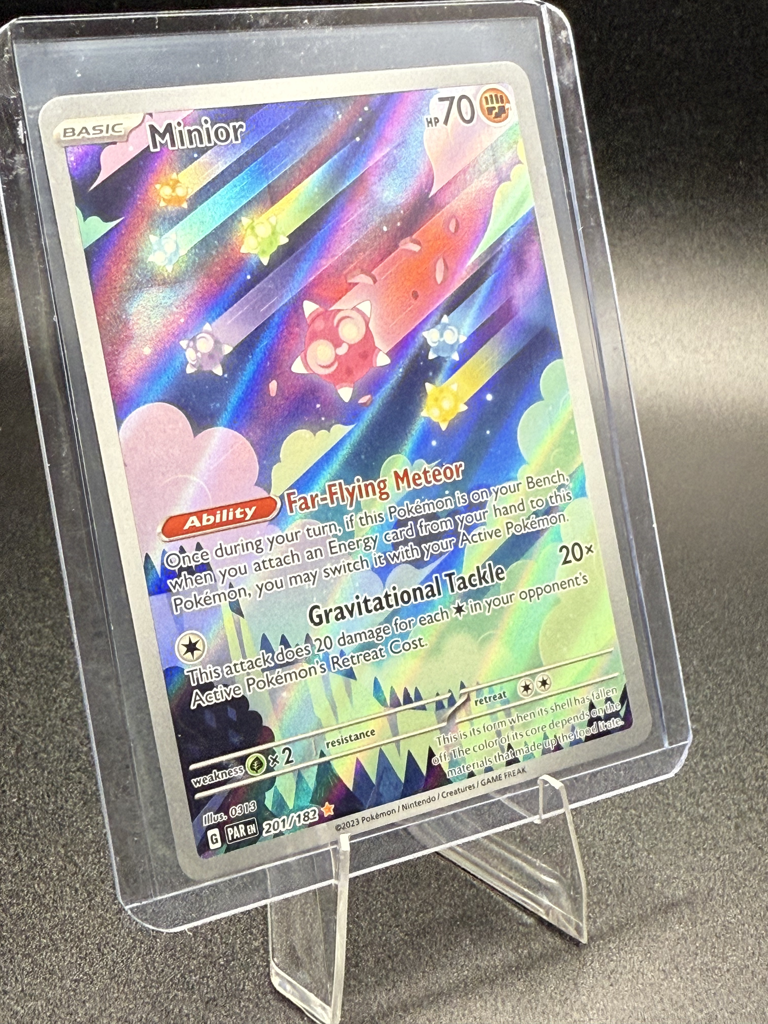 BASIC Minior HP 70
Ability Far-Flying Meteor
Once during your turn, if this Pokémon is on your Bench,
when you attach an Energy card from your hand to this
Pokémon, you may switch it with your Active Pokémon.
Gravitational Tackle 20×
This attack does 20 damage for each in your opponent's
Active Pokémon's Retreat Cost.
weakness ×2 resistance retreat
This is its form when its shell has fallen
off. The color of its core depends on the
materials that made up the food it ate.
Illus. 0313
G PAR EN 201/182
©2023 Pokémon / Nintendo / Creatures / GAME FREAK